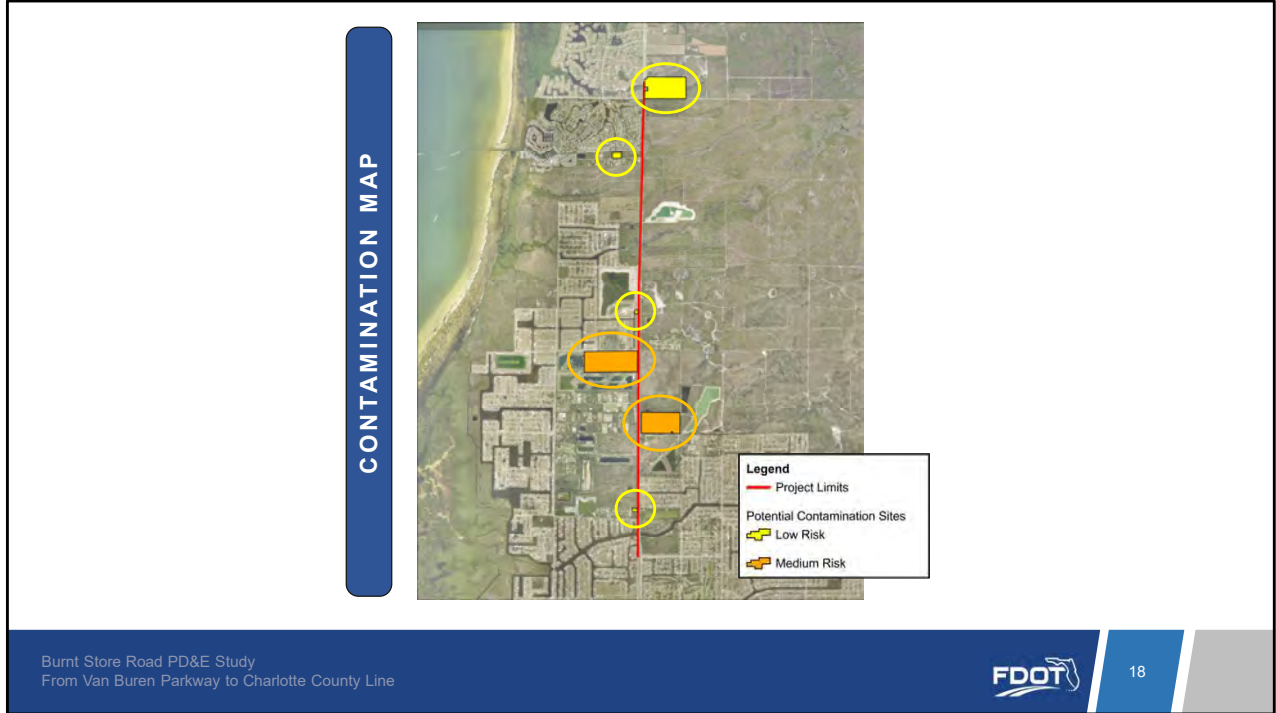 CONTAMINATION MAP
Legend
Project Limits
Potential Contamination Sites
Low Risk
Medium Risk
Burnt Store Road PD&E Study
From Van Buren Parkway to Charlotte County Line
FDOT
18